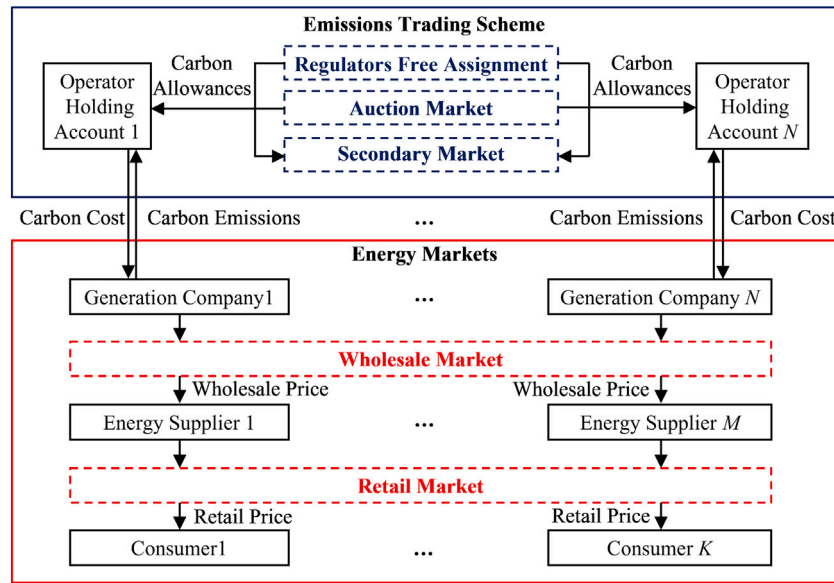 Emissions Trading Scheme
Operator
Holding
Account 1
Carbon
Allowances
Regulators Free Assignment
Auction Market
Secondary Market
Carbon
Allowances
Operator
Holding
Account N
Carbon Cost
Carbon Emissions
...
Carbon Emissions
Carbon Cost
Energy Markets
Generation Company1
...
Generation Company N
Wholesale Market
Wholesale Price
Wholesale Price
Energy Supplier 1
...
Energy Supplier M
Retail Market
Retail Price
Retail Price
Consumer1
...
Consumer K